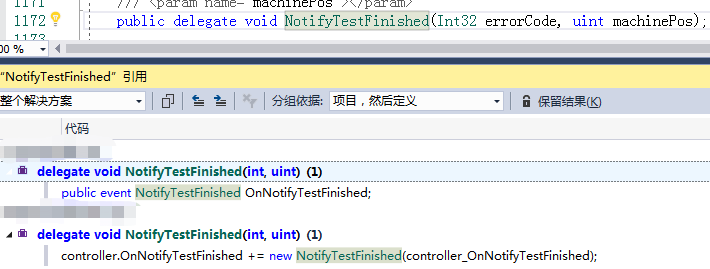 1171 /// <param name="machinePos"></param>
1172 public delegate void NotifyTestFinished(Int32 errorCode, uint machinePos);
1173
00 %
“NotifyTestFinished” 引用
整个解决方案 分组依据: 项目，然后定义 保留结果(K)
代码
delegate void NotifyTestFinished(int, uint) (1)
public event NotifyTestFinished OnNotifyTestFinished;
delegate void NotifyTestFinished(int, uint) (1)
controller.OnNotifyTestFinished += new NotifyTestFinished(controller_OnNotifyTestFinished);